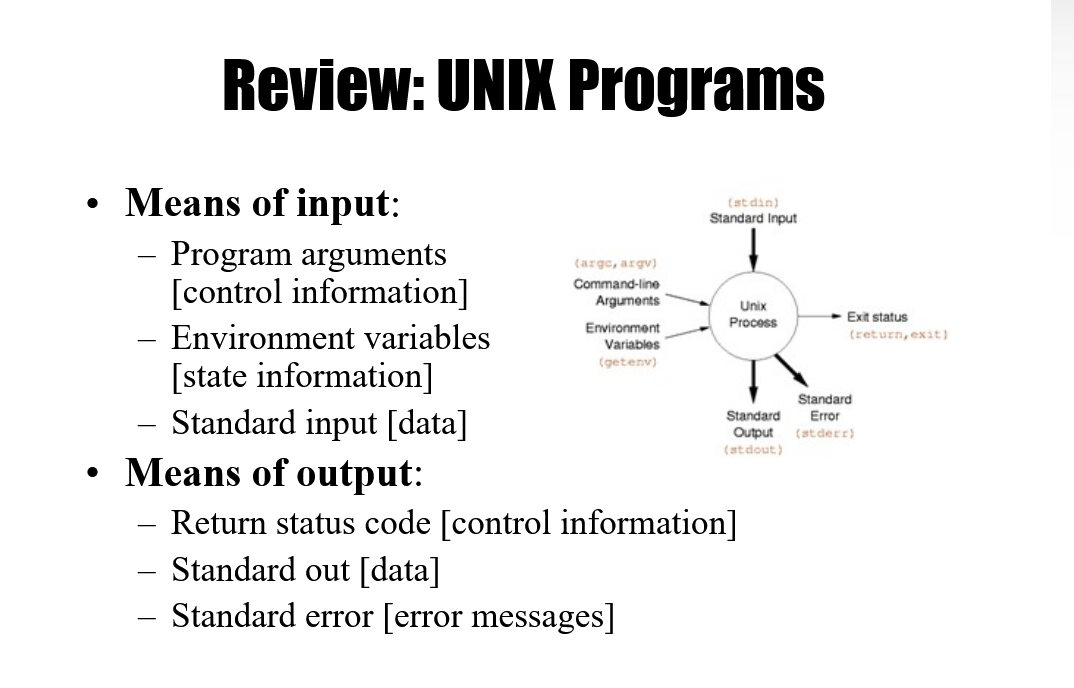 Review: UNIX Programs
• Means of input:
– Program arguments
[control information]
– Environment variables
[state information]
– Standard input [data]
• Means of output:
– Return status code [control information]
– Standard out [data]
– Standard error [error messages]
(stdin)
Standard Input
(argc, argv)
Command-line
Arguments
Environment
Variables
(getenv)
Unix
Process
Exit status
(return, exit)
Standard
Error
(stderr)
Standard
Output
(stdout)